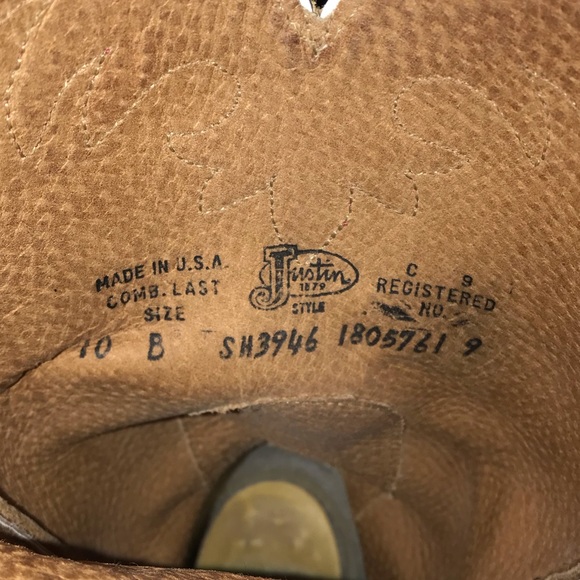 MADE IN U.S.A.
COMB. LAST
SIZE
Justin
1879
STYLE
C 9
REGISTERED
NO.
10 B SH3946 1805761 9